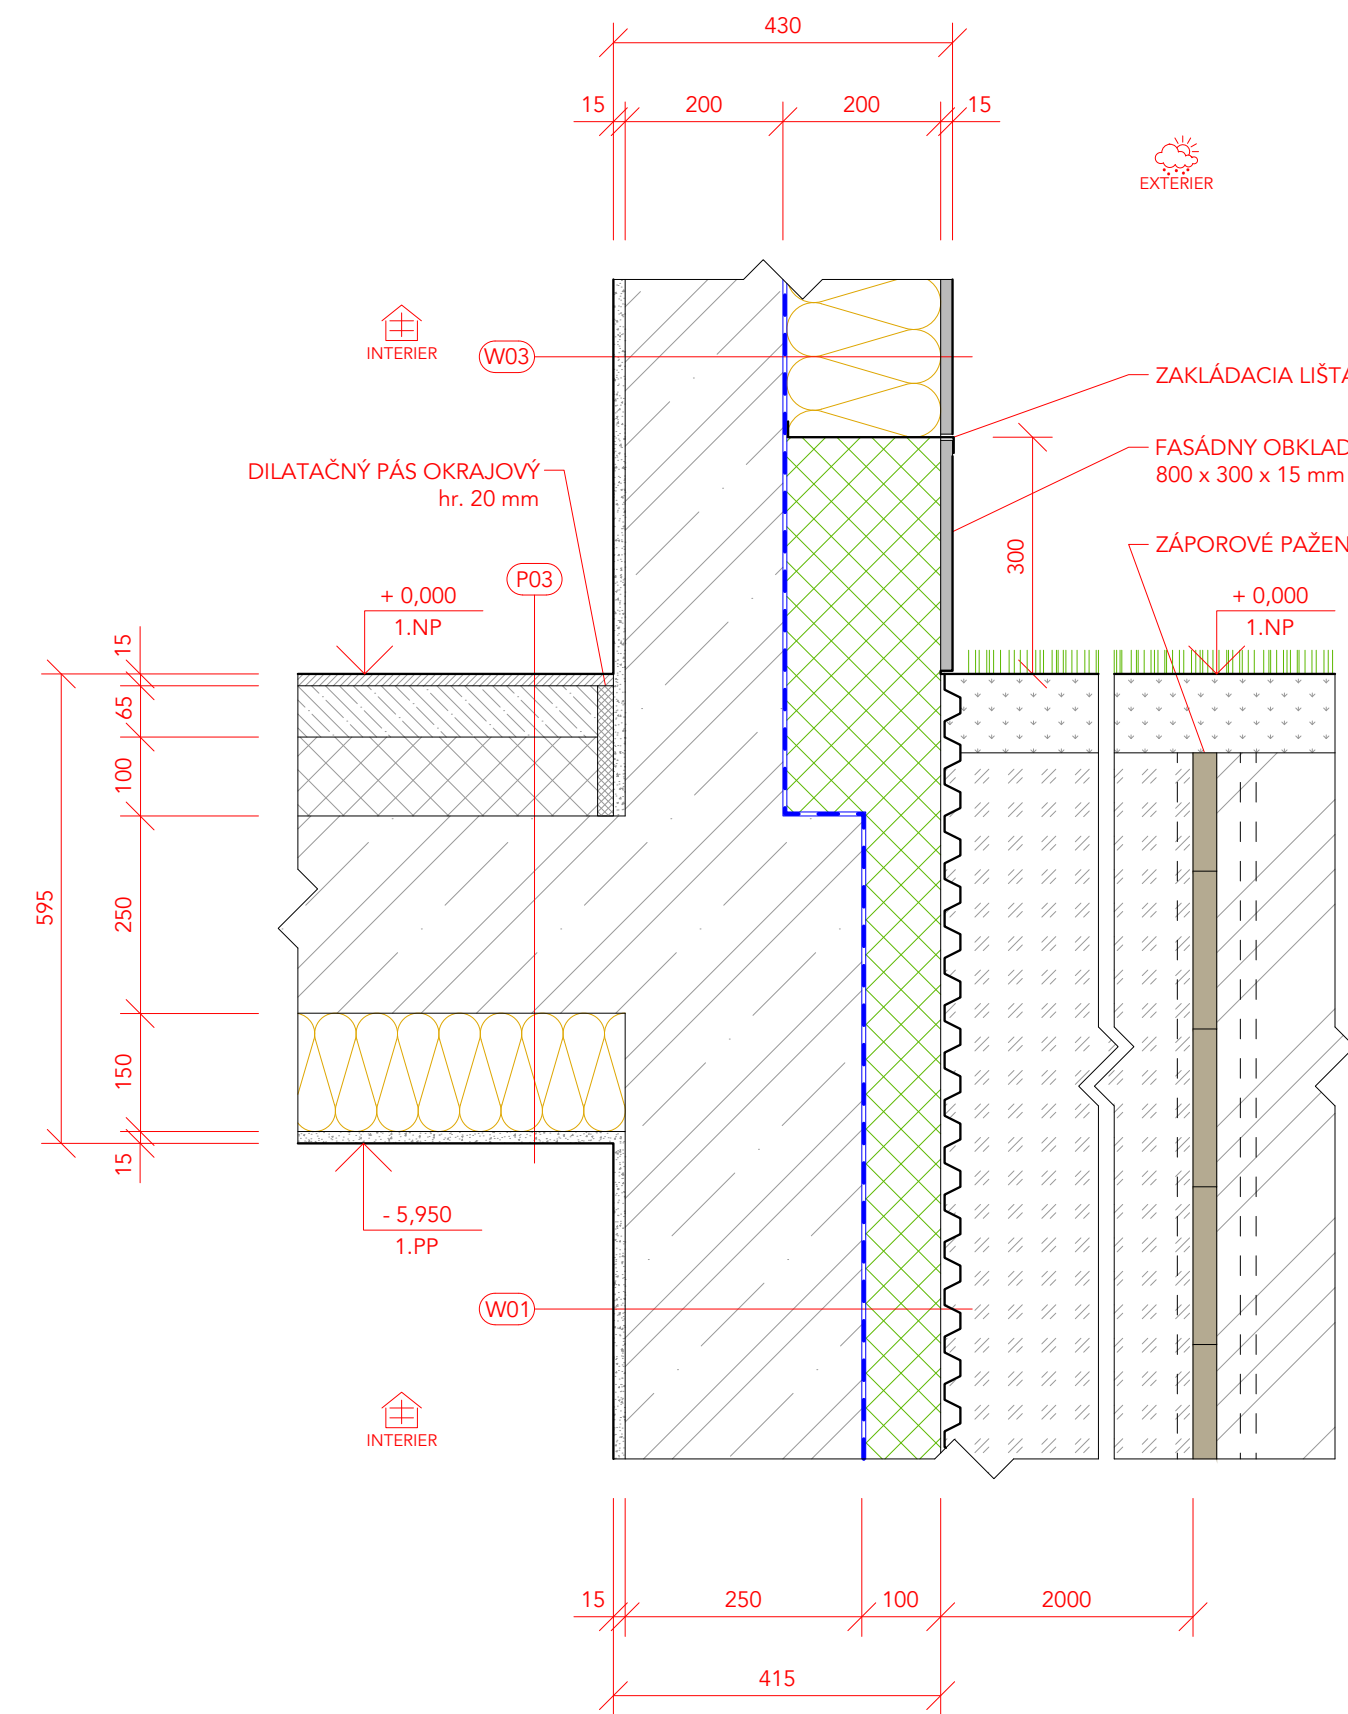 430
15 200 200 15
EXTERIER
INTERIER
W03
ZAKLÁDACIA LIŠTA
FASÁDNY OBKLAD
800 x 300 x 15 mm
DILATAČNÝ PÁS OKRAJOVÝ
hr. 20 mm
300
ZÁPOROVÉ PAŽEN
P03
+ 0,000
1.NP
+ 0,000
1.NP
15
65
100
250
595
150
15
- 5,950
1.PP
W01
INTERIER
15 250 100 2000
415